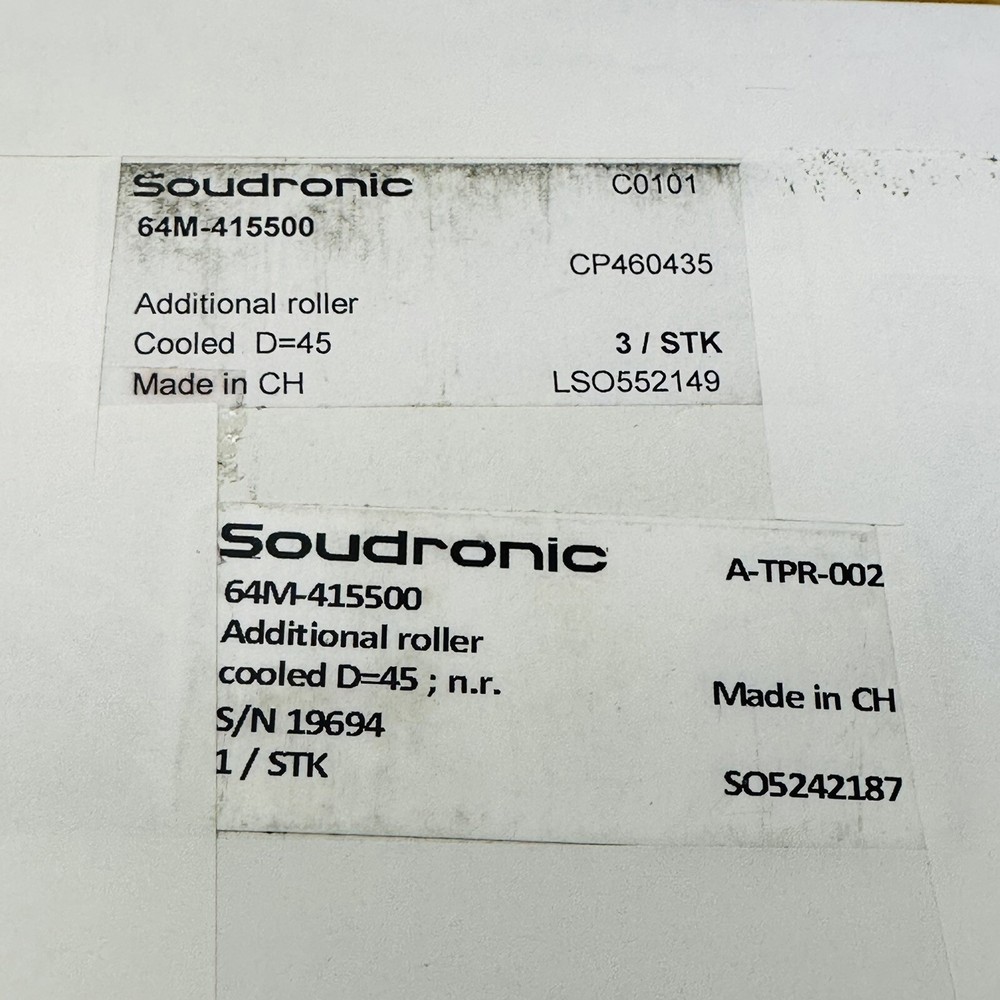 Soudronic C0101
64M-415500
CP460435
Additional roller
Cooled D=45 3 / STK
Made in CH LSO552149
Soudronic A-TPR-002
64M-415500
Additional roller
cooled D=45 ; n.r.
Made in CH
S/N 19694
1 / STK
SO5242187